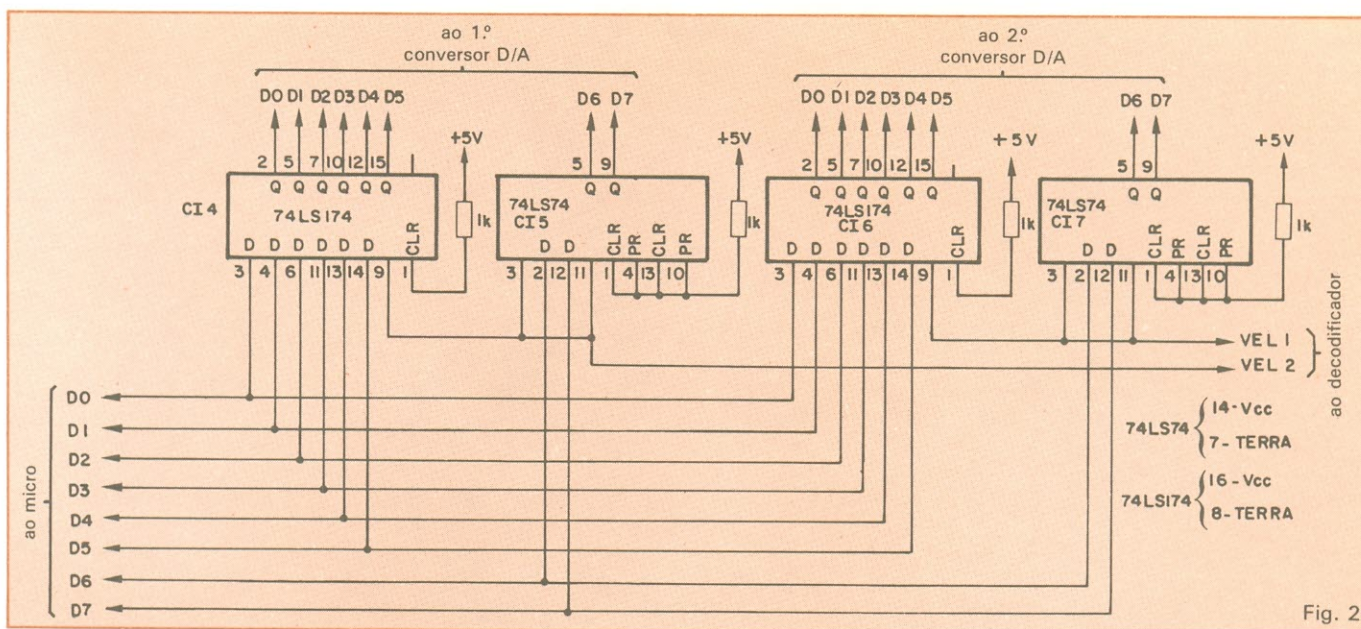 ao 1.º
conversor D/A
ao 2.º
conversor D/A
D0 D1 D2 D3 D4 D5
D6 D7
D0 D1 D2 D3 D4 D5
D6 D7
+5V
+5V
+5V
+5V
2 5 7 10 12 15
5 9
2 5 7 10 12 15
5 9
CI4
Q Q Q Q Q Q
74LS174
D D D D D D
CLR
1k
74LS74
CI5
Q Q
D D
CLR PR CLR PR
1k
Q Q Q Q Q Q
74LS174
CI6
D D D D D D
CLR
1k
74LS74
CI7
Q Q
D D
CLR PR CLR PR
1k
3 4 6 11 13 14 9 1
3 2 12 11 1 4 13 10
3 4 6 11 13 14 9 1
3 2 12 11 1 4 13 10
VEL 1
VEL 2
ao decodificador
ao micro
D0
D1
D2
D3
D4
D5
D6
D7
74LS74
14-Vcc
7-TERRA
74LS174
16-Vcc
8-TERRA
Fig. 2